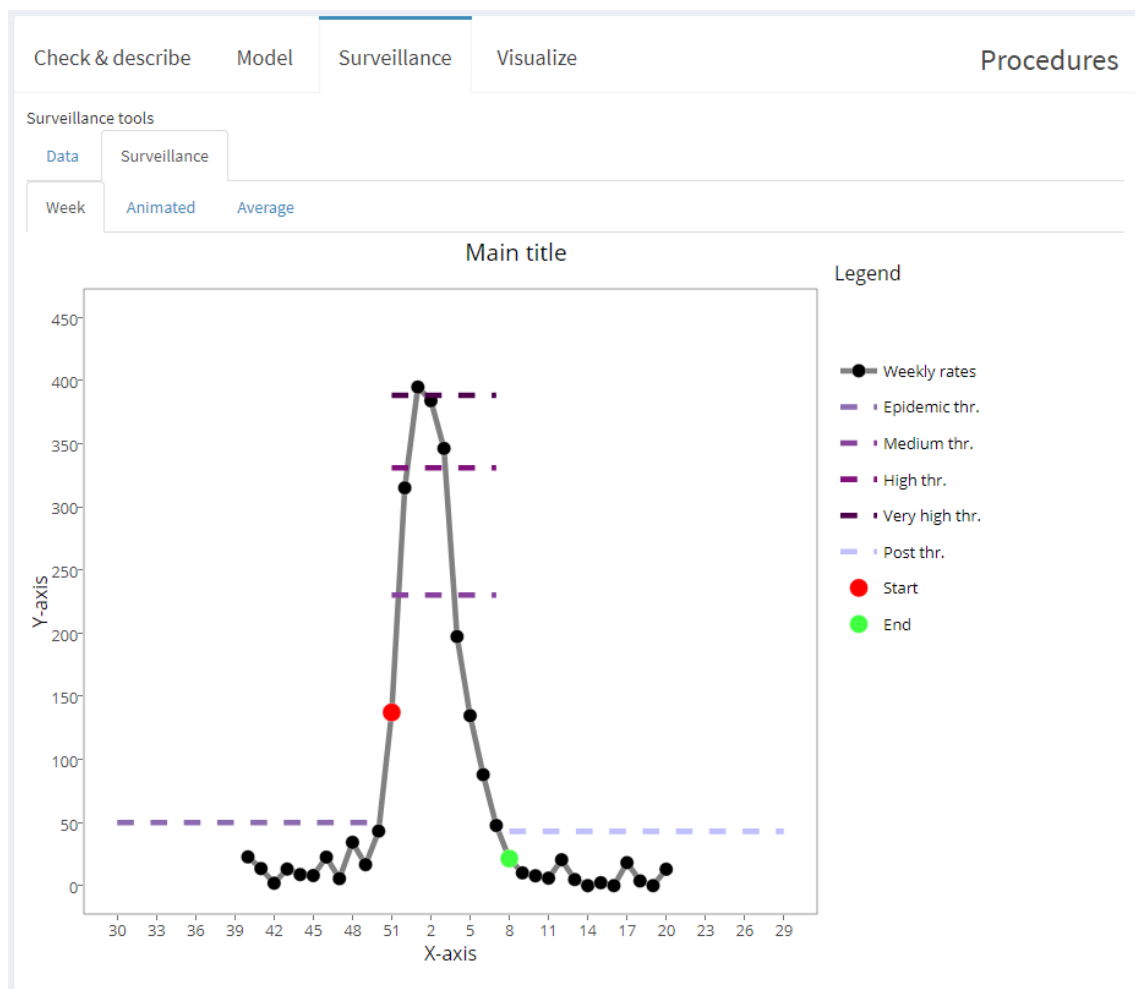 Check & describe Model Surveillance Visualize Procedures
Surveillance tools
Data Surveillance
Week Animated Average
Main title
Legend
Weekly rates
Epidemic thr.
Medium thr.
High thr.
Very high thr.
Post thr.
Start
End
Y-axis
450
400
350
300
250
200
150
100
50
0
30 33 36 39 42 45 48 51 2 5 8 11 14 17 20 23 26 29
X-axis